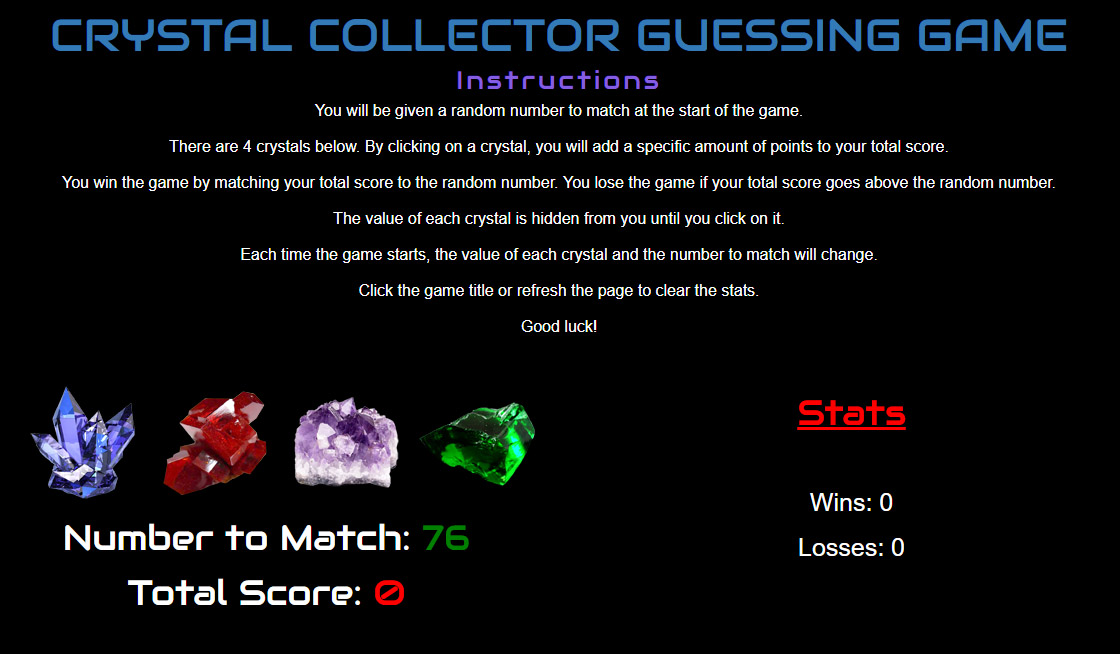 CRYSTAL COLLECTOR GUESSING GAME
Instructions
You will be given a random number to match at the start of the game.
There are 4 crystals below. By clicking on a crystal, you will add a specific amount of points to your total score.
You win the game by matching your total score to the random number. You lose the game if your total score goes above the random number.
The value of each crystal is hidden from you until you click on it.
Each time the game starts, the value of each crystal and the number to match will change.
Click the game title or refresh the page to clear the stats.
Good luck!
Number to Match: 76
Total Score: 0
Stats
Wins: 0
Losses: 0